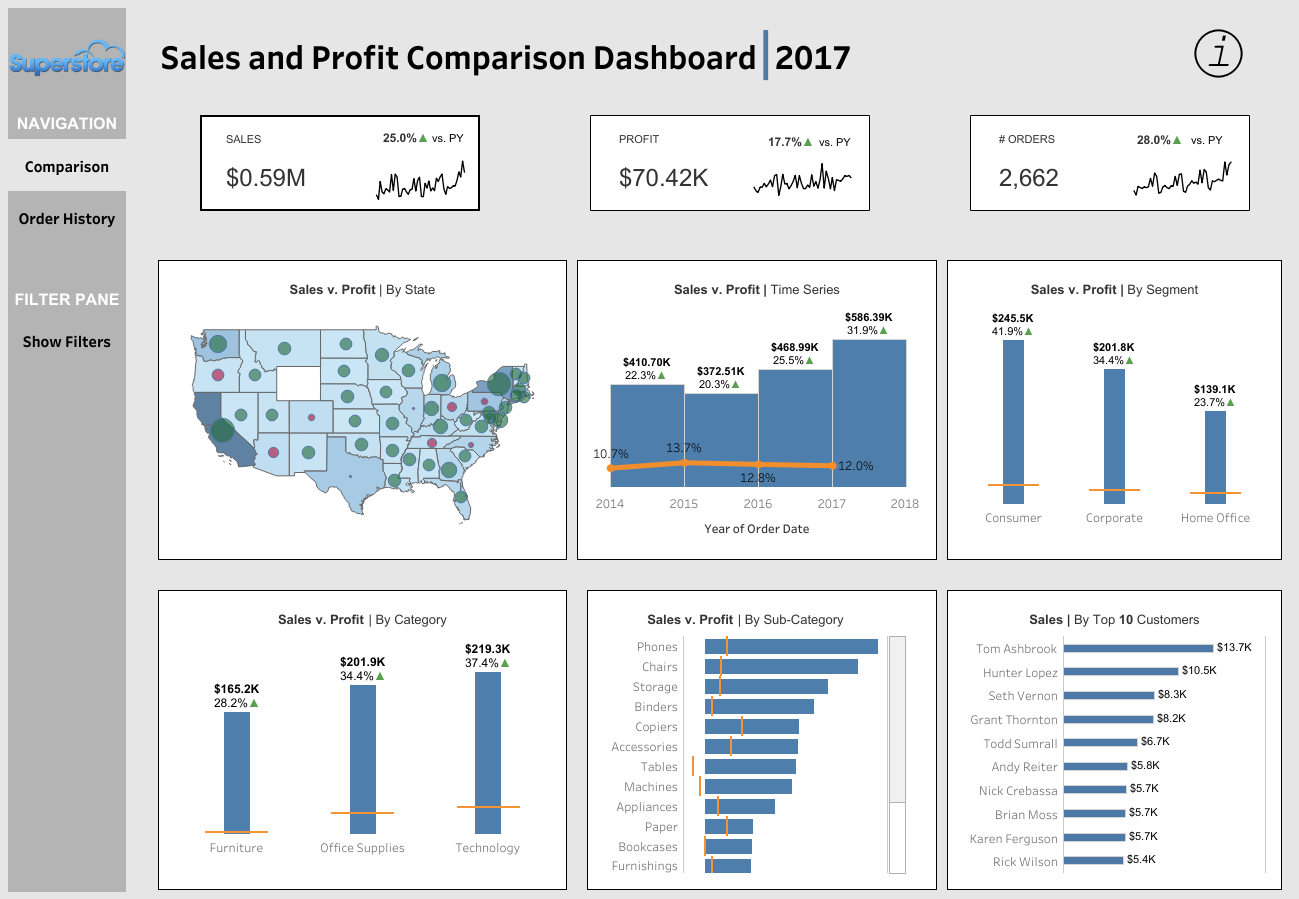 Superstore
Sales and Profit Comparison Dashboard 2017
i
NAVIGATION
Comparison
Order History
FILTER PANE
Show Filters
SALES
25.0%▲ vs. PY
$0.59M
PROFIT
17.7%▲ vs. PY
$70.42K
# ORDERS
28.0%▲ vs. PY
2,662
Sales v. Profit | By State
Sales v. Profit | Time Series
$410.70K
22.3%▲
$372.51K
20.3%▲
$468.99K
25.5%▲
$586.39K
31.9%▲
10.7%
13.7%
12.8%
12.0%
2014
2015
2016
2017
2018
Year of Order Date
Sales v. Profit | By Segment
$245.5K
41.9%▲
$201.8K
34.4%▲
$139.1K
23.7%▲
Consumer
Corporate
Home Office
Sales v. Profit | By Category
$165.2K
28.2%▲
$201.9K
34.4%▲
$219.3K
37.4%▲
Furniture
Office Supplies
Technology
Sales v. Profit | By Sub-Category
Phones
Chairs
Storage
Binders
Copiers
Accessories
Tables
Machines
Appliances
Paper
Bookcases
Furnishings
Sales | By Top 10 Customers
Tom Ashbrook $13.7K
Hunter Lopez $10.5K
Seth Vernon $8.3K
Grant Thornton $8.2K
Todd Sumrall $6.7K
Andy Reiter $5.8K
Nick Crebassa $5.7K
Brian Moss $5.7K
Karen Ferguson $5.7K
Rick Wilson $5.4K